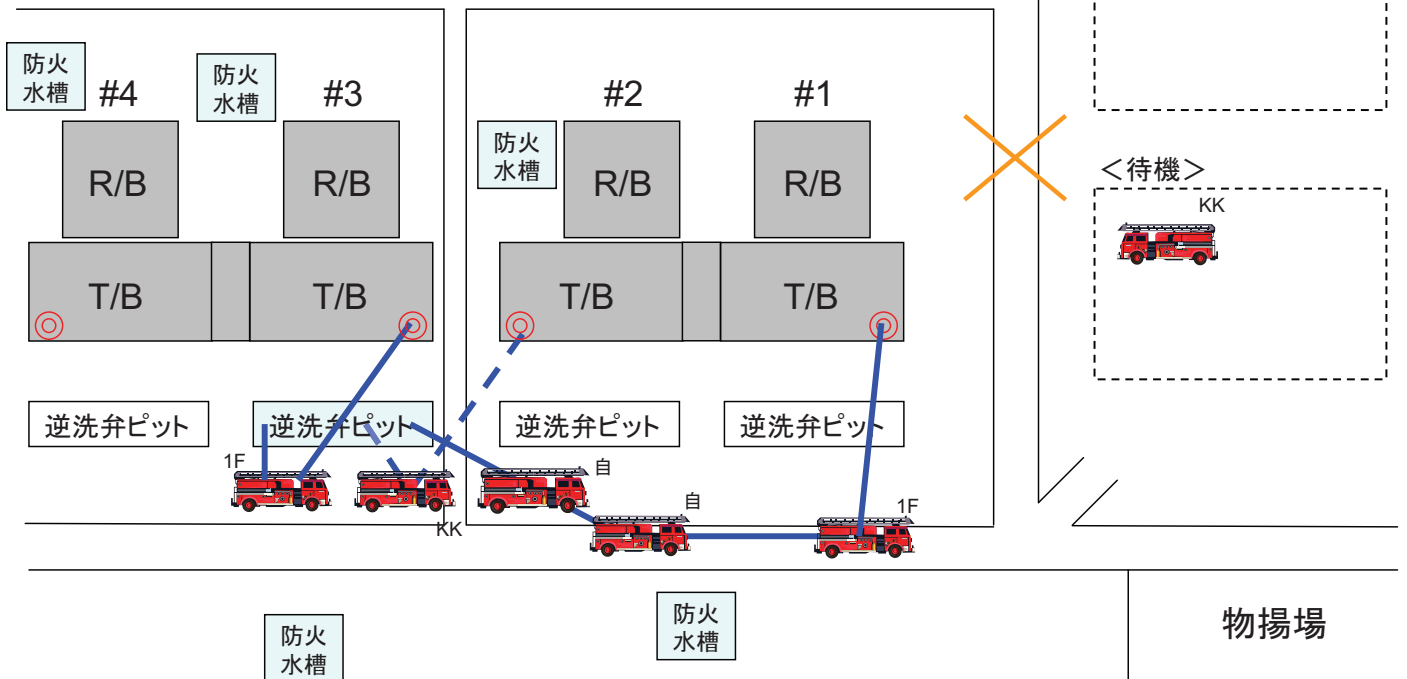 防火
水槽
#4
防火
水槽
#3
#2
#1
防火
水槽
R/B
R/B
R/B
R/B
<待機>
KK
T/B
T/B
T/B
T/B
逆洗弁ピット
逆洗弁ピット
逆洗弁ピット
逆洗弁ピット
1F
KK
自
自
1F
防火
水槽
防火
水槽
物揚場